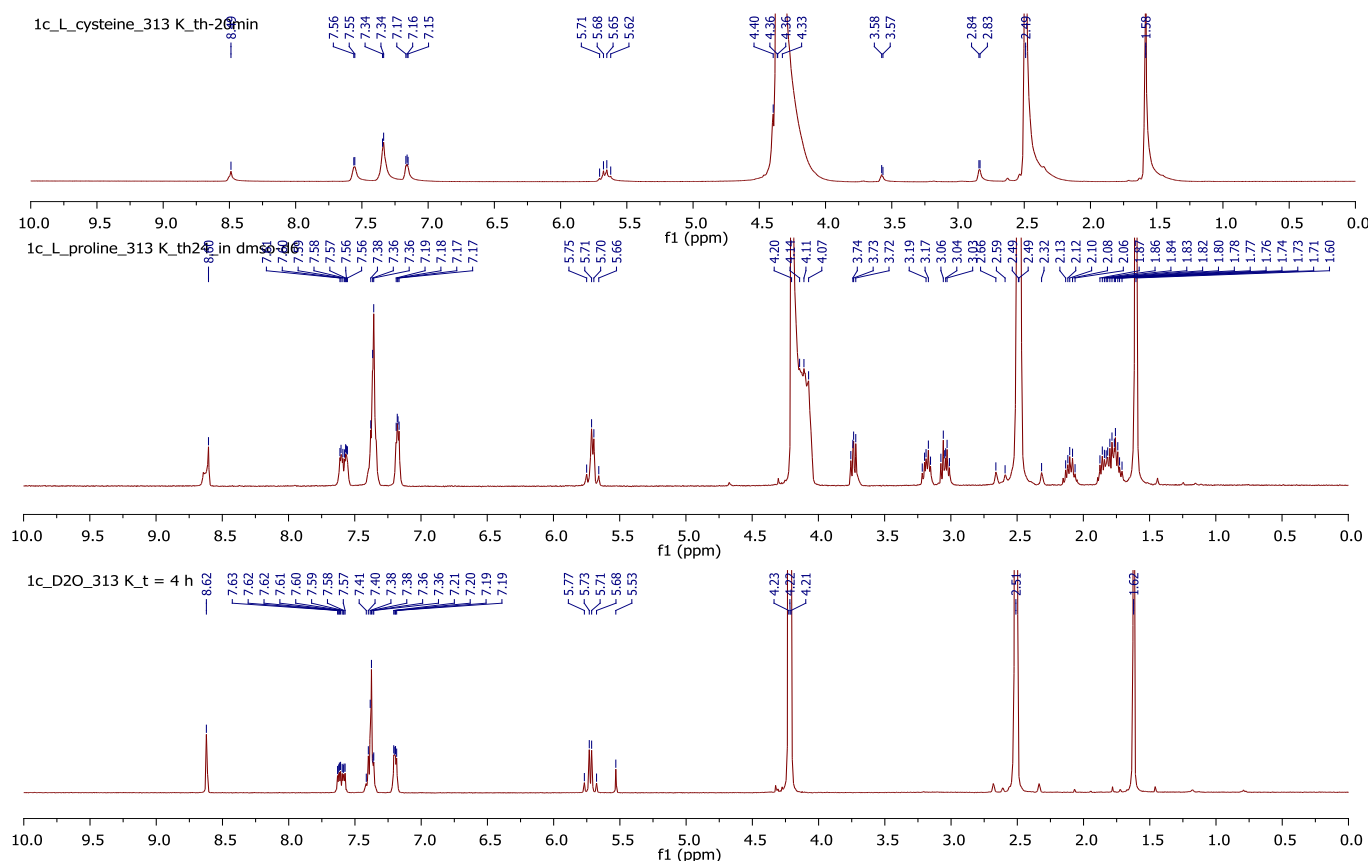 1c_L_cysteine_313 K_th-20min
7.56 7.55 7.34 7.34 7.17 7.16 7.15 5.71 5.68 5.65 5.62 4.40 4.36 4.36 4.33 3.58 3.57 2.84 2.83 2.49 1.58
10.0 9.5 9.0 8.5 8.0 7.5 7.0 6.5 6.0 5.5 5.0 4.5 4.0 3.5 3.0 2.5 2.0 1.5 1.0 0.5 0.0
f1 (ppm)
1c_L_proline_313 K_th24_in dmso-d6
8.60 7.61 7.60 7.59 7.58 7.57 7.56 7.56 7.38 7.36 7.36 7.19 7.18 7.17 7.17 5.75 5.71 5.70 5.66 4.20 4.14 4.11 4.07 3.74 3.73 3.72 3.19 3.17 3.06 3.04 3.03 2.66 2.59 2.49 2.49 2.32 2.13 2.12 2.10 2.08 2.06 1.87 1.86 1.84 1.83 1.82 1.80 1.78 1.77 1.76 1.74 1.73 1.71 1.60
10.0 9.5 9.0 8.5 8.0 7.5 7.0 6.5 6.0 5.5 5.0 4.5 4.0 3.5 3.0 2.5 2.0 1.5 1.0 0.5 0.0
f1 (ppm)
1c_D2O_313 K_t = 4 h
8.62 7.63 7.62 7.62 7.61 7.60 7.59 7.58 7.57 7.41 7.40 7.38 7.38 7.36 7.36 7.21 7.20 7.19 7.19 5.77 5.73 5.71 5.68 5.53 4.23 4.22 4.21 2.51 1.62
10.0 9.5 9.0 8.5 8.0 7.5 7.0 6.5 6.0 5.5 5.0 4.5 4.0 3.5 3.0 2.5 2.0 1.5 1.0 0.5 0.0
f1 (ppm)